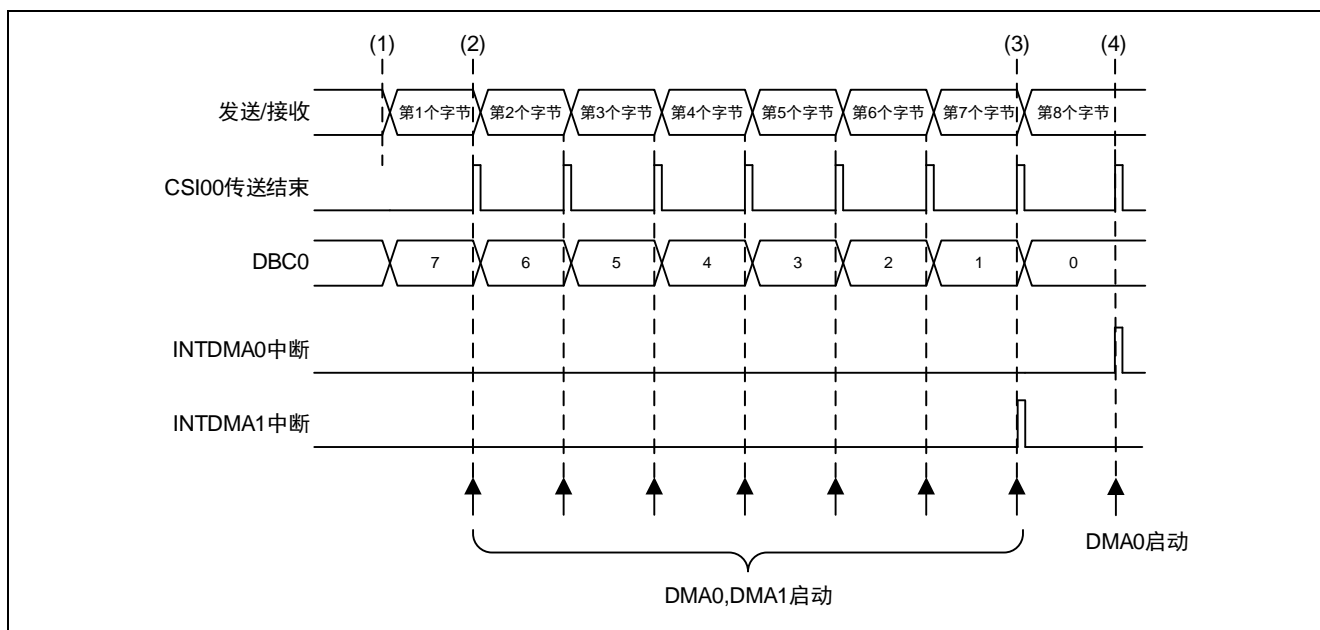 (1) (2) (3) (4)
发送/接收 第1个字节 第2个字节 第3个字节 第4个字节 第5个字节 第6个字节 第7个字节 第8个字节
CSI00传送结束
DBC0 7 6 5 4 3 2 1 0
INTDMA0中断
INTDMA1中断
DMA0启动
DMA0,DMA1启动